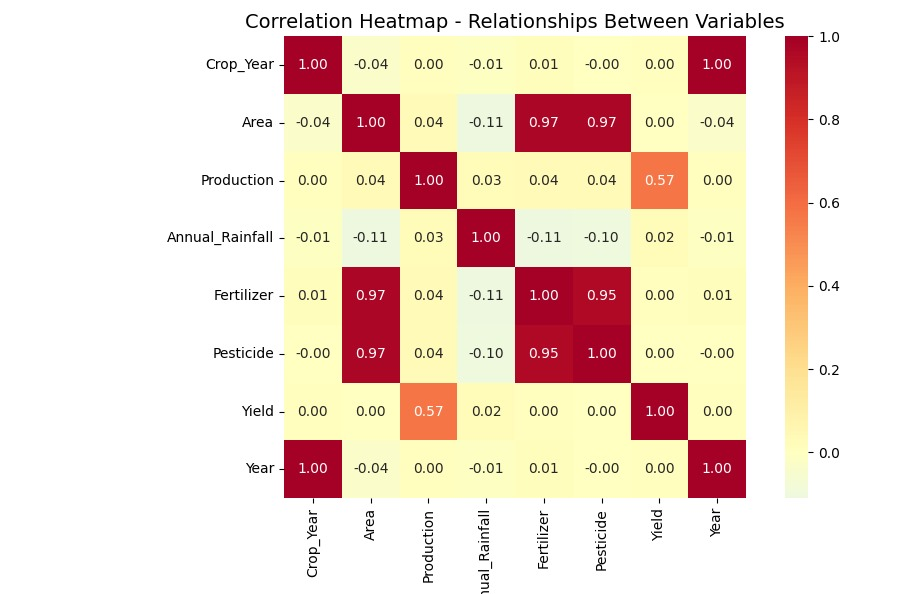 Correlation Heatmap - Relationships Between Variables
Crop_Year 1.00 -0.04 0.00 -0.01 0.01 -0.00 0.00 1.00
Area -0.04 1.00 0.04 -0.11 0.97 0.97 0.00 -0.04
Production 0.00 0.04 1.00 0.03 0.04 0.04 0.57 0.00
Annual_Rainfall -0.01 -0.11 0.03 1.00 -0.11 -0.10 0.02 -0.01
Fertilizer 0.01 0.97 0.04 -0.11 1.00 0.95 0.00 0.01
Pesticide -0.00 0.97 0.04 -0.10 0.95 1.00 0.00 -0.00
Yield 0.00 0.00 0.57 0.02 0.00 0.00 1.00 0.00
Year 1.00 -0.04 0.00 -0.01 0.01 -0.00 0.00 1.00
Crop_Year
Area
Production
nual_Rainfall
Fertilizer
Pesticide
Yield
Year
1.0
0.8
0.6
0.4
0.2
0.0